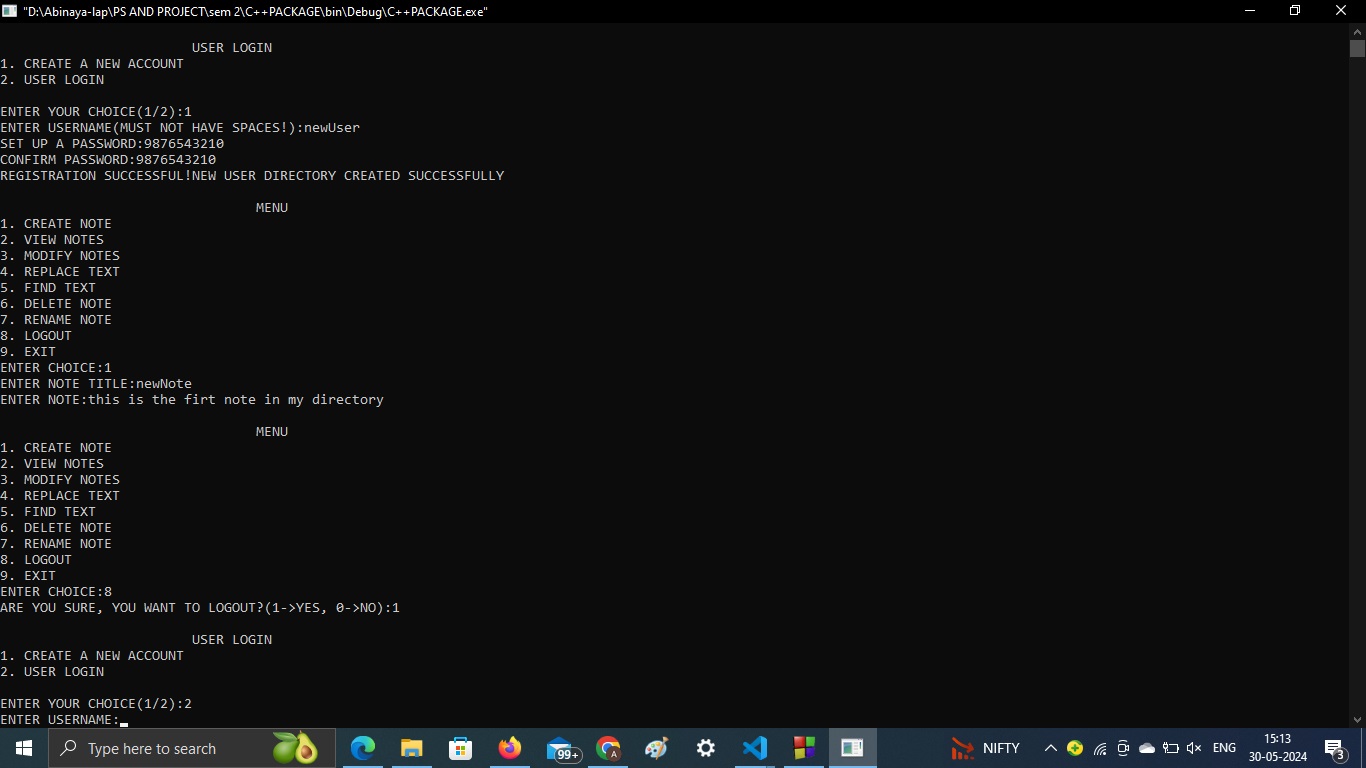 "D:\Abinaya-lap\PS AND PROJECT\sem 2\C++PACKAGE\bin\Debug\C++PACKAGE.exe"
USER LOGIN
1. CREATE A NEW ACCOUNT
2. USER LOGIN
ENTER YOUR CHOICE(1/2):1
ENTER USERNAME(MUST NOT HAVE SPACES!):newUser
SET UP A PASSWORD:9876543210
CONFIRM PASSWORD:9876543210
REGISTRATION SUCCESSFUL!NEW USER DIRECTORY CREATED SUCCESSFULLY
MENU
1. CREATE NOTE
2. VIEW NOTES
3. MODIFY NOTES
4. REPLACE TEXT
5. FIND TEXT
6. DELETE NOTE
7. RENAME NOTE
8. LOGOUT
9. EXIT
ENTER CHOICE:1
ENTER NOTE TITLE:newNote
ENTER NOTE:this is the firt note in my directory
MENU
1. CREATE NOTE
2. VIEW NOTES
3. MODIFY NOTES
4. REPLACE TEXT
5. FIND TEXT
6. DELETE NOTE
7. RENAME NOTE
8. LOGOUT
9. EXIT
ENTER CHOICE:8
ARE YOU SURE, YOU WANT TO LOGOUT?(1->YES, 0->NO):1
USER LOGIN
1. CREATE A NEW ACCOUNT
2. USER LOGIN
ENTER YOUR CHOICE(1/2):2
ENTER USERNAME:
Type here to search
99+
A
NIFTY
ENG
15:13
30-05-2024
3